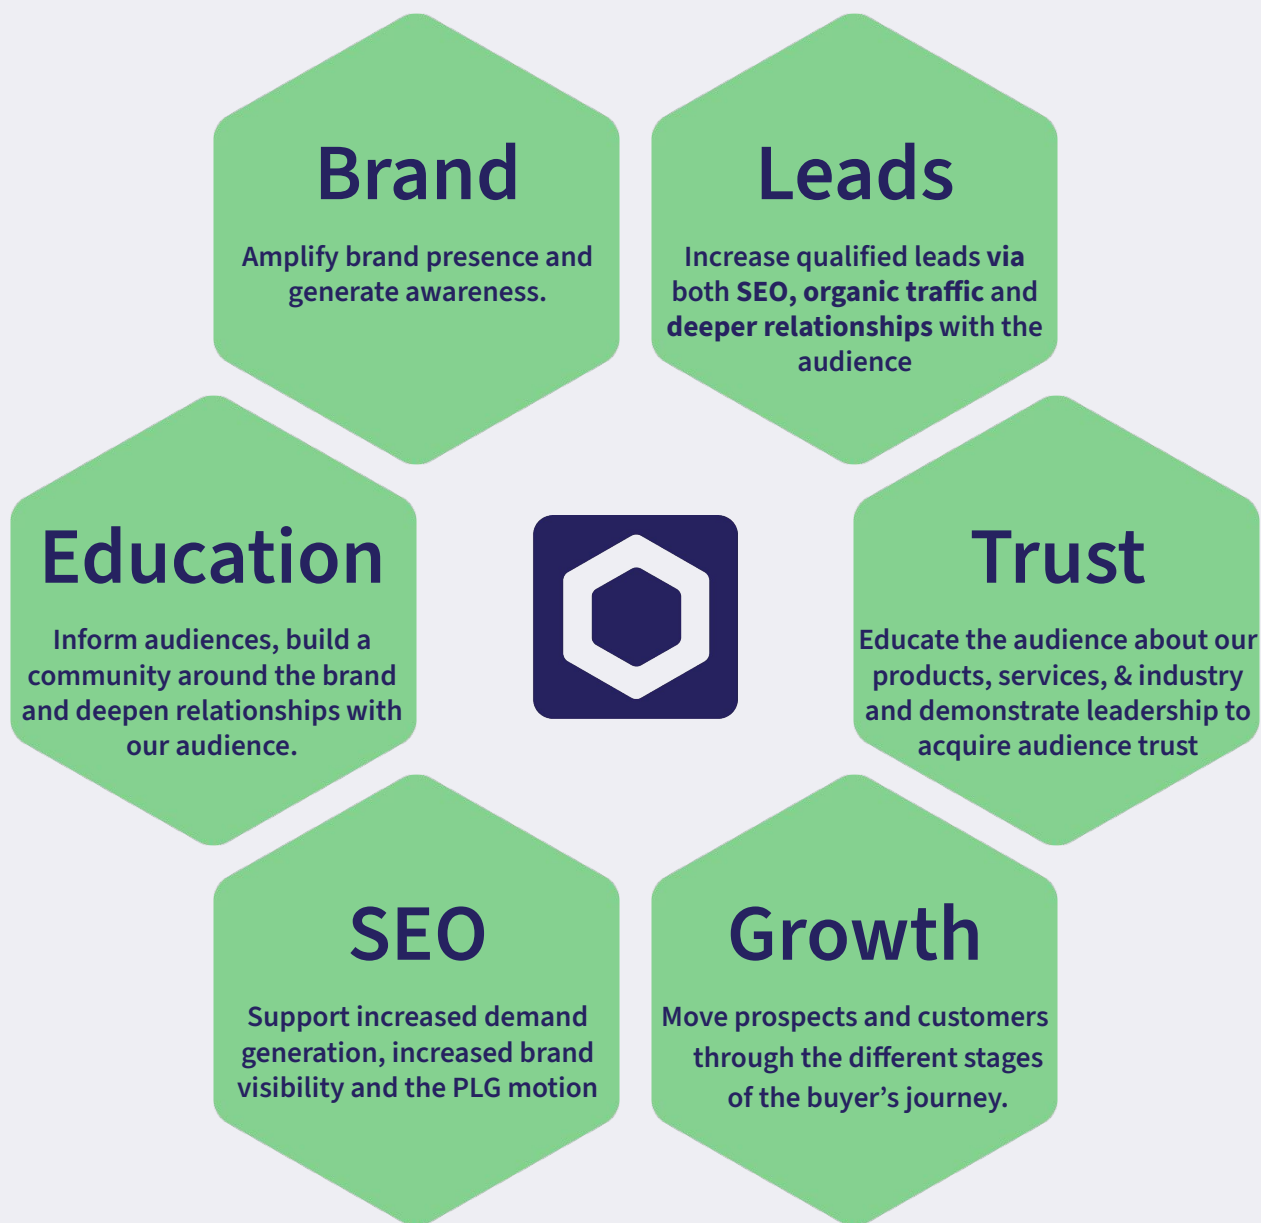 Brand
Amplify brand presence and
generate awareness.
Leads
Increase qualified leads via
both SEO, organic traffic and
deeper relationships with the
audience
Education
Inform audiences, build a
community around the brand
and deepen relationships with
our audience.
Trust
Educate the audience about our
products, services, & industry
and demonstrate leadership to
acquire audience trust
SEO
Support increased demand
generation, increased brand
visibility and the PLG motion
Growth
Move prospects and customers
through the different stages
of the buyer’s journey.